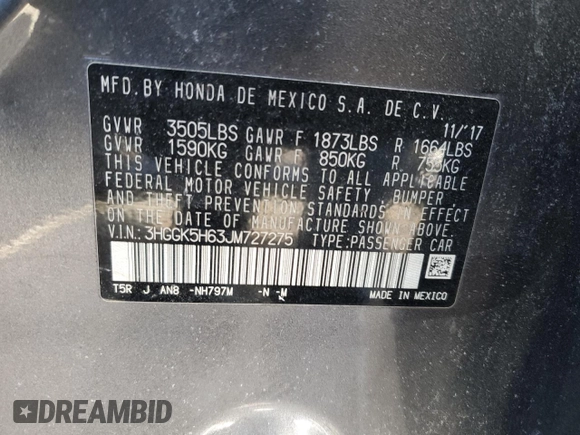 MFD. BY HONDA DE MEXICO S.A. DE C.V.
11/'17
GVWR 3505LBS GAWR F 1873LBS R 1664LBS
GVWR 1590KG GAWR F 850KG R 755KG
THIS VEHICLE CONFORMS TO ALL APPLICABLE
FEDERAL MOTOR VEHICLE SAFETY, BUMPER,
AND THEFT PREVENTION STANDARDS IN EFFECT
ON THE DATE OF MANUFACTURE SHOWN ABOVE.
V.I.N.: 3HGGK5H63JM727275 TYPE:PASSENGER CAR
T5R J ANB -NH797M -N -M MADE IN MEXICO
DREAMBID